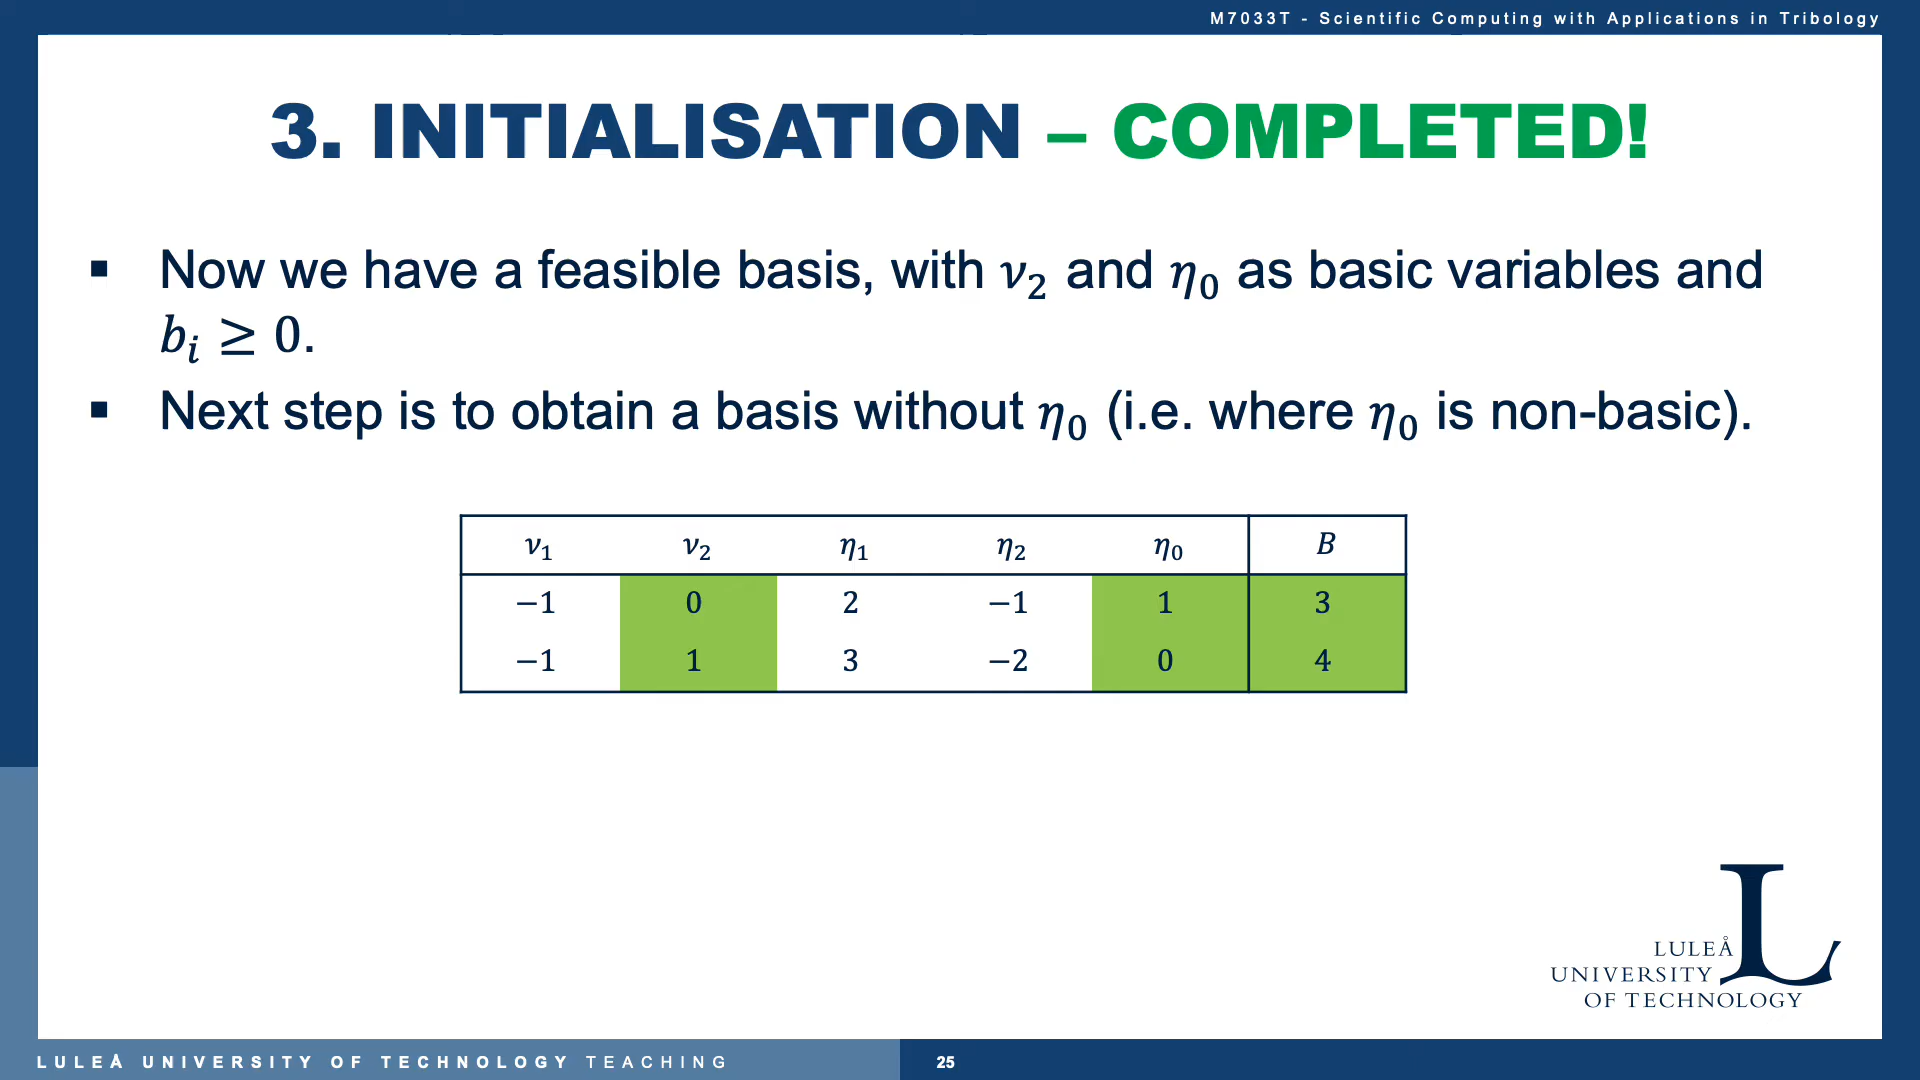 M7033T - Scientific Computing with Applications in Tribology
3. INITIALISATION – COMPLETED!
▪ Now we have a feasible basis, with ν₂ and η₀ as basic variables and
bᵢ ≥ 0.
▪ Next step is to obtain a basis without η₀ (i.e. where η₀ is non-basic).
ν₁ ν₂ η₁ η₂ η₀ B
−1 0 2 −1 1 3
−1 1 3 −2 0 4
LULEÅ
UNIVERSITY
OF TECHNOLOGY
LULEÅ UNIVERSITY OF TECHNOLOGY TEACHING 25